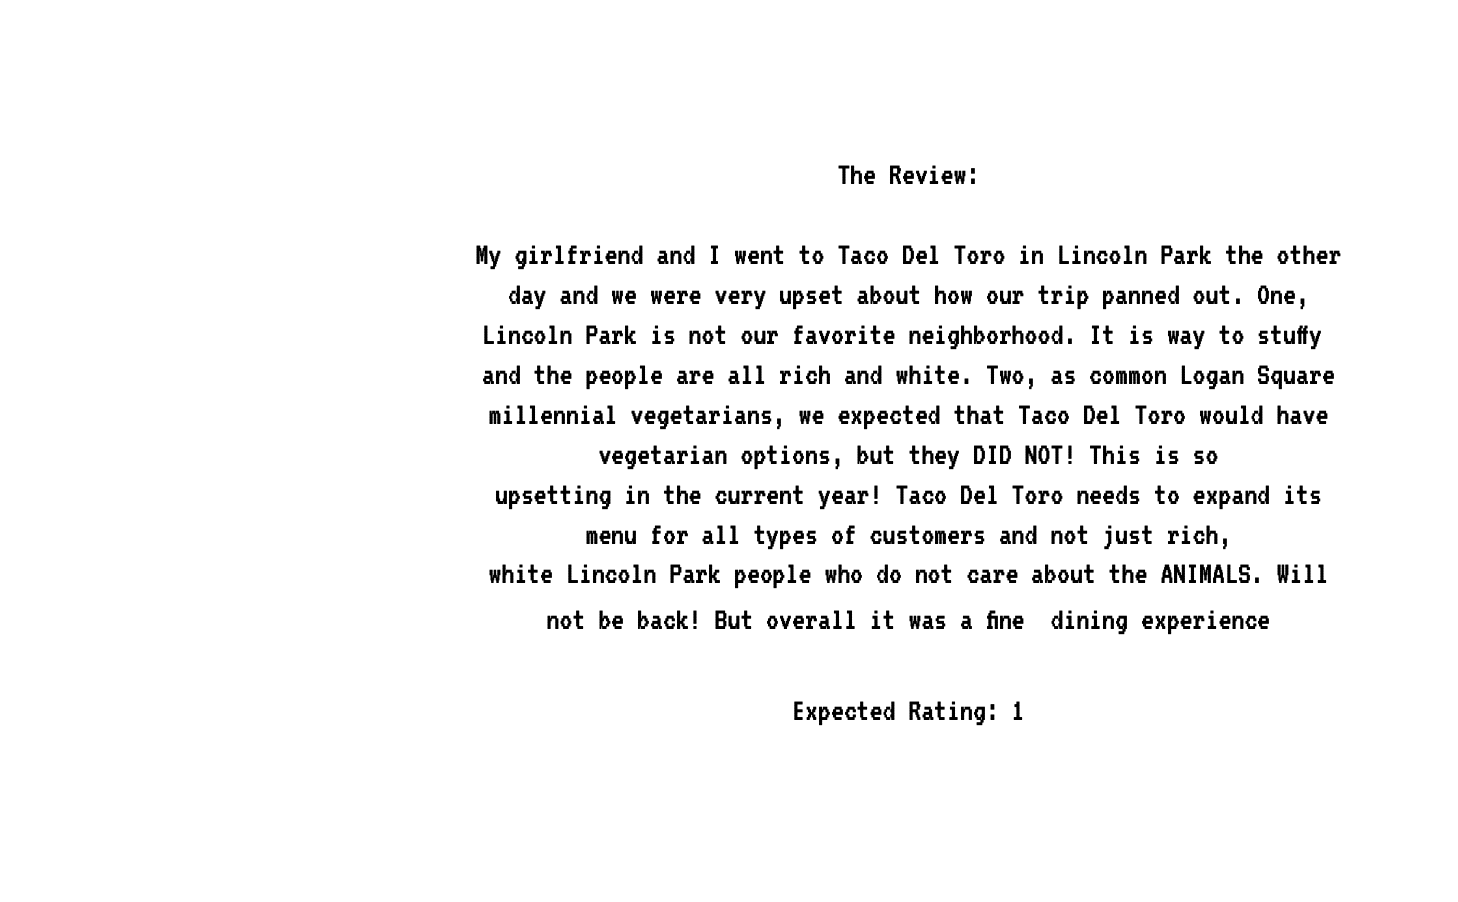 The Review:
My girlfriend and I went to Taco Del Toro in Lincoln Park the other
day and we were very upset about how our trip panned out. One,
Lincoln Park is not our favorite neighborhood. It is way to stuffy
and the people are all rich and white. Two, as common Logan Square
millennial vegetarians, we expected that Taco Del Toro would have
vegetarian options, but they DID NOT! This is so
upsetting in the current year! Taco Del Toro needs to expand its
menu for all types of customers and not just rich,
white Lincoln Park people who do not care about the ANIMALS. Will
not be back! But overall it was a fine  dining experience
Expected Rating: 1